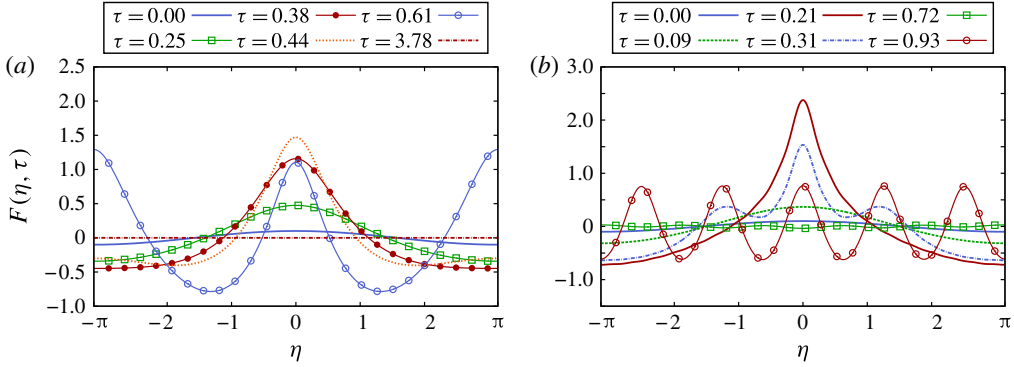 τ = 0.00 τ = 0.38 τ = 0.61
τ = 0.25 τ = 0.44 τ = 3.78
τ = 0.00 τ = 0.21 τ = 0.72
τ = 0.09 τ = 0.31 τ = 0.93
(a)
2.5
2.0
1.5
1.0
0.5
0
−0.5
−1.0
F(η, τ)
−π −1 0 1 2 π
η
(b)
3.0
2.0
1.0
0
−1.0
−π −2 −1 0 1 2 π
η